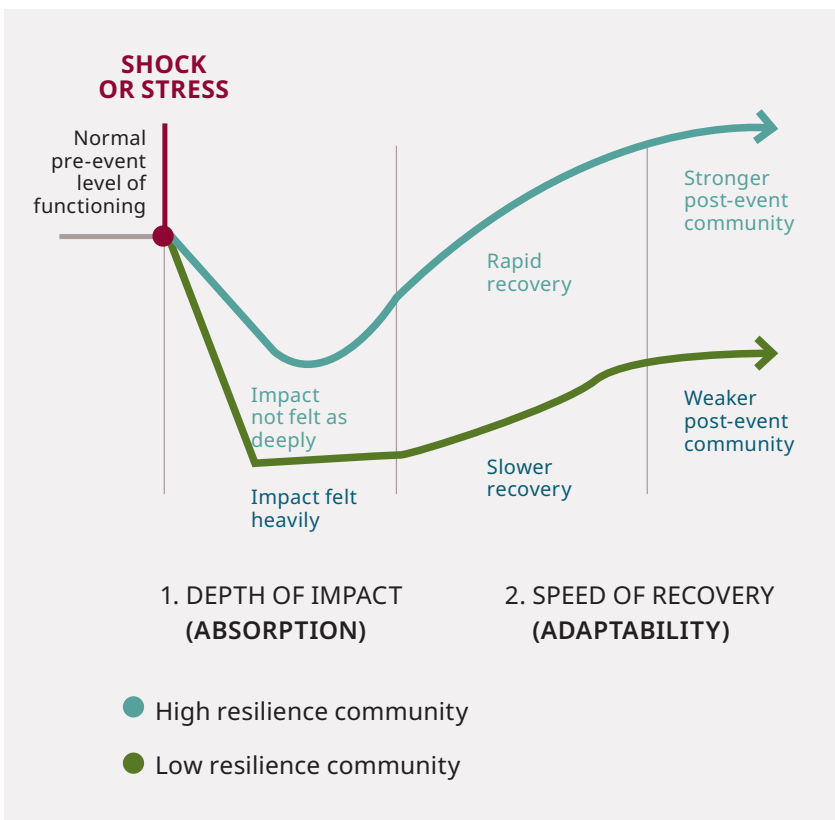 SHOCK
OR STRESS
Normal
pre-event
level of
functioning
Stronger
post-event
community
Rapid
recovery
Impact
not felt as
deeply
Weaker
post-event
community
Slower
recovery
Impact felt
heavily
1. DEPTH OF IMPACT
(ABSORPTION)
2. SPEED OF RECOVERY
(ADAPTABILITY)
High resilience community
Low resilience community